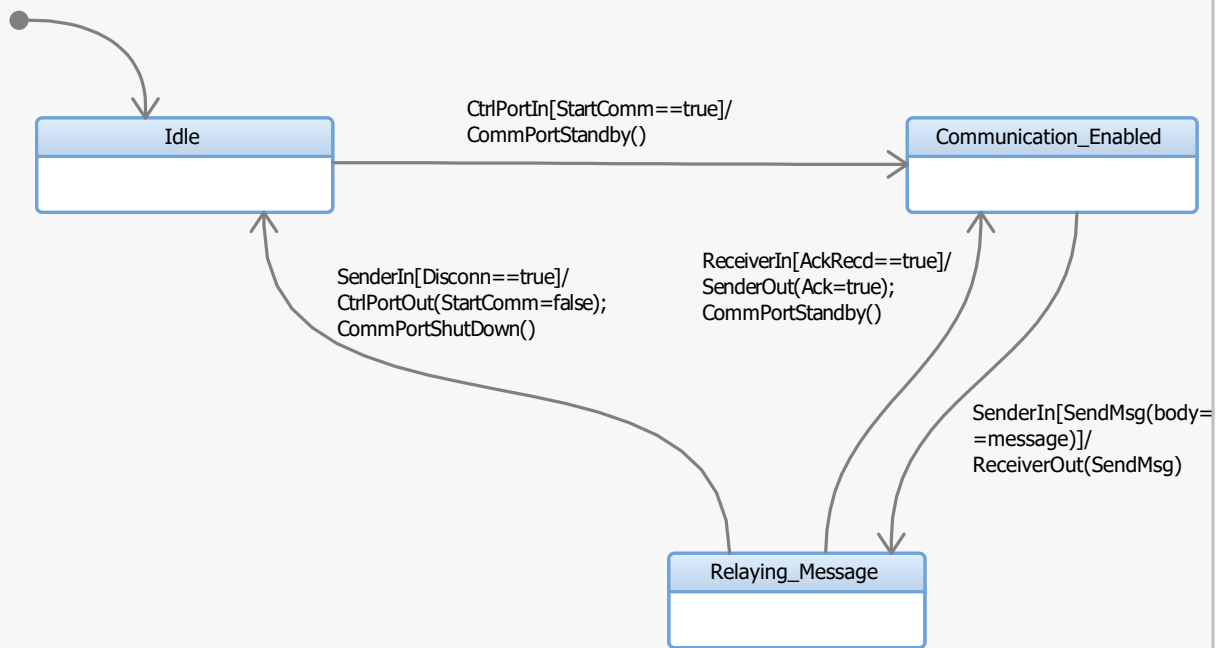 CtrlPortIn[StartComm==true]/
CommPortStandby()
Idle
Communication_Enabled
SenderIn[Disconn==true]/
CtrlPortOut(StartComm=false);
CommPortShutDown()
ReceiverIn[AckRecd==true]/
SenderOut(Ack=true);
CommPortStandby()
SenderIn[SendMsg(body=
=message)]/
ReceiverOut(SendMsg)
Relaying_Message